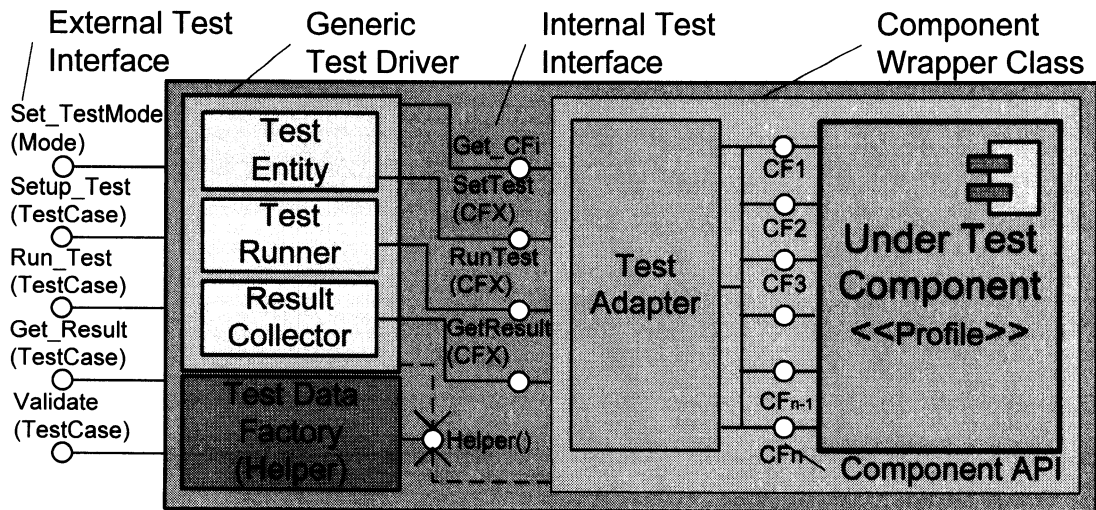 External Test
Interface
Generic
Test Driver
Internal Test
Interface
Component
Wrapper Class
Set_TestMode
(Mode)
Setup_Test
(TestCase)
Run_Test
(TestCase)
Get_Result
(TestCase)
Validate
(TestCase)
Test
Entity
Test
Runner
Result
Collector
Test Data
Factory
(Helper)
Get_CFi
SetTest
(CFX)
RunTest
(CFX)
GetResult
(CFX)
Helper()
Test
Adapter
CF1
CF2
CF3
CFn-1
CFn
Under Test
Component
<<Profile>>
Component API